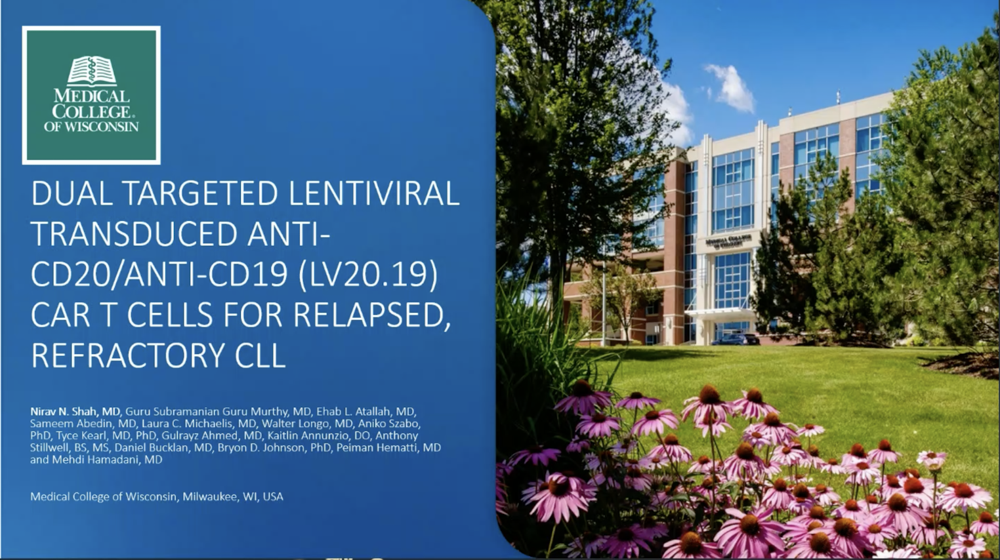 MEDICAL
COLLEGE
OF WISCONSIN
DUAL TARGETED LENTIVIRAL
TRANSDUCED ANTI-
CD20/ANTI-CD19 (LV20.19)
CAR T CELLS FOR RELAPSED,
REFRACTORY CLL
Nirav N. Shah, MD, Guru Subramanian Guru Murthy, MD, Ehab L. Atallah, MD,
Sameem Abedin, MD, Laura C. Michaelis, MD, Walter Longo, MD, Aniko Szabo,
PhD, Tyce Kearl, MD, PhD, Gulrayz Ahmed, MD, Kaitlin Annunzio, DO, Anthony
Stillwell, BS, MS, Daniel Bucklan, MD, Bryon D. Johnson, PhD, Peiman Hematti, MD
and Mehdi Hamadani, MD
Medical College of Wisconsin, Milwaukee, WI, USA
MEDICAL COLLEGE
OF WISCONSIN